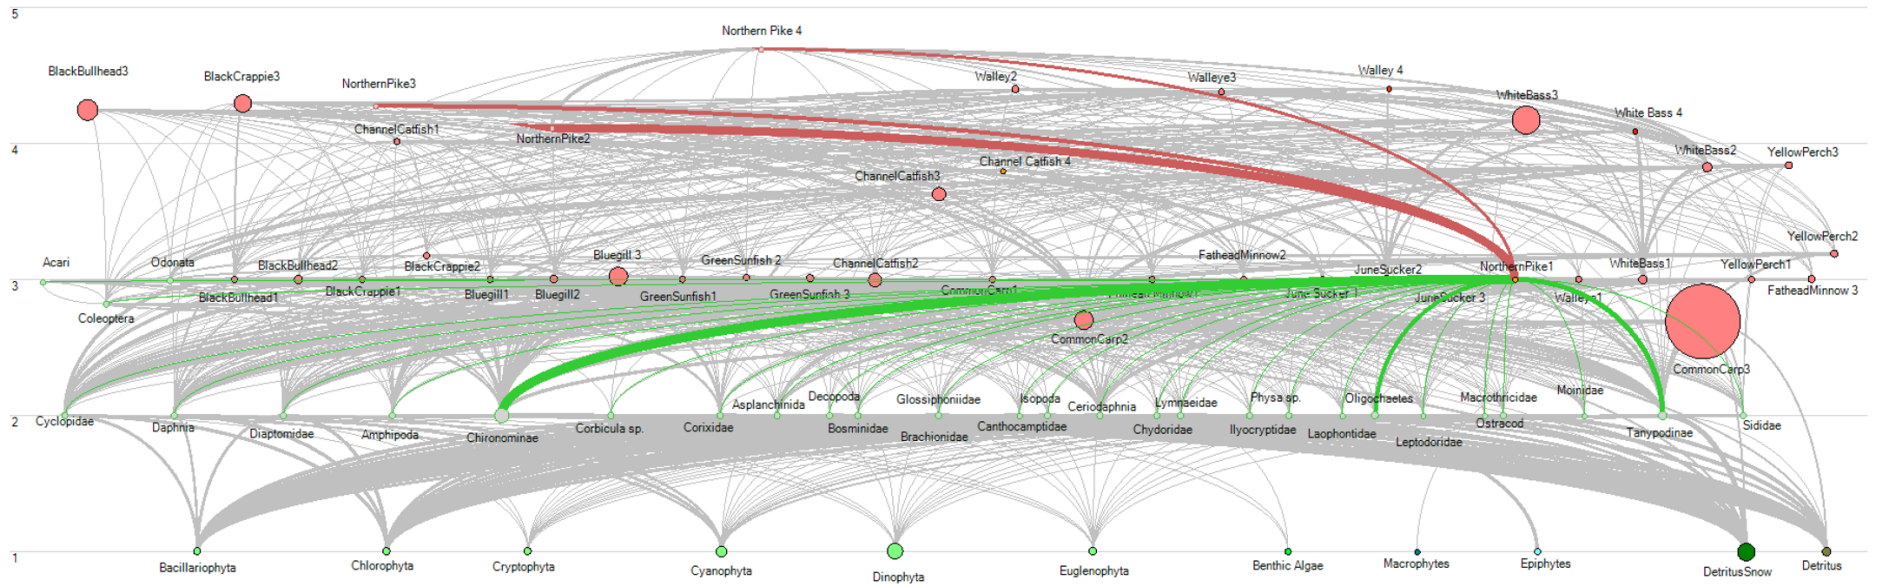 5
Northern Pike 4
BlackBullhead3
BlackCrappie3
NorthernPike3
Walley2
Walleye3
Walley 4
WhiteBass3
White Bass 4
ChannelCatfish1
NorthernPike2
4
Channel Catfish 4
WhiteBass2
YellowPerch3
ChannelCatfish3
YellowPerch2
Acari
Odonata
BlackBullhead2
BlackCrappie2
Bluegill 3
GreenSunfish 2
ChannelCatfish2
FatheadMinnow2
JuneSucker2
NorthernPike1
WhiteBass1
YellowPerch1
3
BlackBullhead1
BlackCrappie1
Bluegill1
Bluegill2
GreenSunfish1
GreenSunfish 3
CommonCarp1
June Sucker 1
JuneSucker 3
Walleye1
FatheadMinnow 3
Coleoptera
CommonCarp2
CommonCarp3
Asplanchinida
Decopoda
Glossiphoniidae
Isopoda
Ceriodaphnia
Lymnaeidae
Physa sp.
Oligochaetes
Macrothricidae
Moinidae
2
Cyclopidae
Daphnia
Diaptomidae
Amphipoda
Chironominae
Corbicula sp.
Corixidae
Bosminidae
Brachionidae
Canthocamptidae
Chydoridae
Ilyocryptidae
Laophontidae
Leptodoridae
Ostracod
Tanypodinae
Sididae
1
Bacillariophyta
Chlorophyta
Cryptophyta
Cyanophyta
Dinophyta
Euglenophyta
Benthic Algae
Macrophytes
Epiphytes
DetritusSnow
Detritus